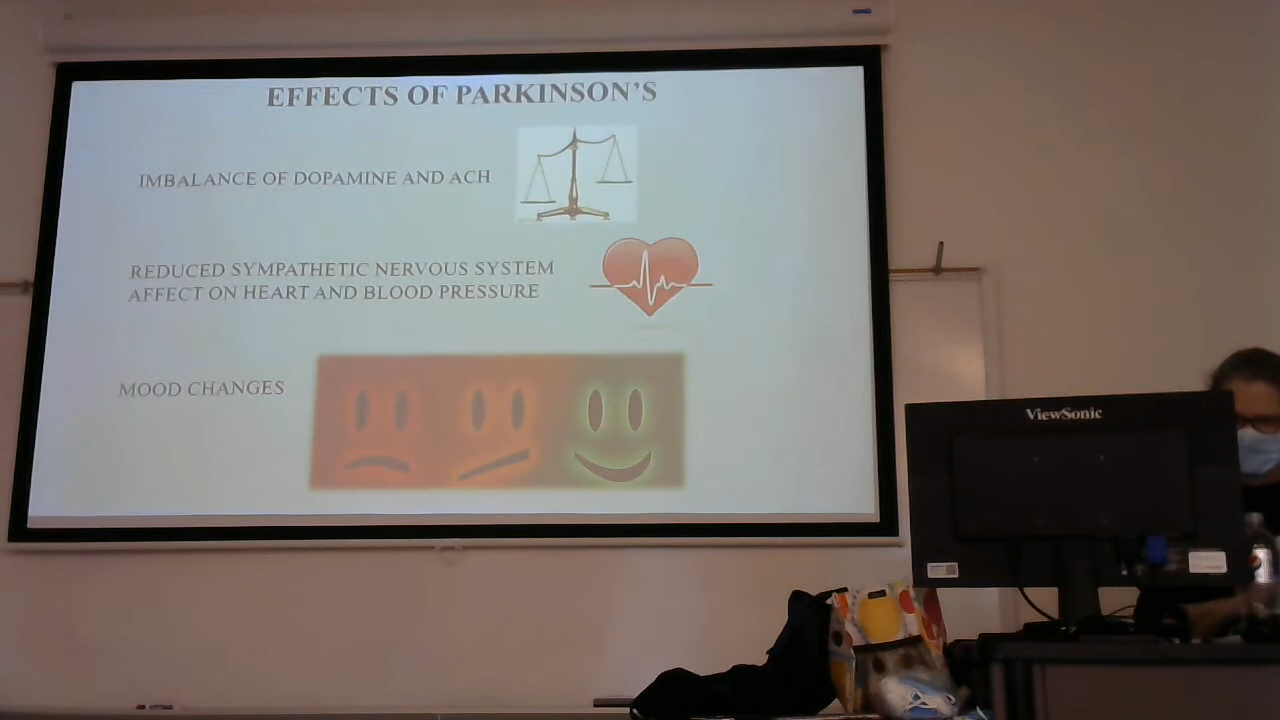 EFFECTS OF PARKINSON'S
IMBALANCE OF DOPAMINE AND ACH
REDUCED SYMPATHETIC NERVOUS SYSTEM
AFFECT ON HEART AND BLOOD PRESSURE
MOOD CHANGES
ViewSonic